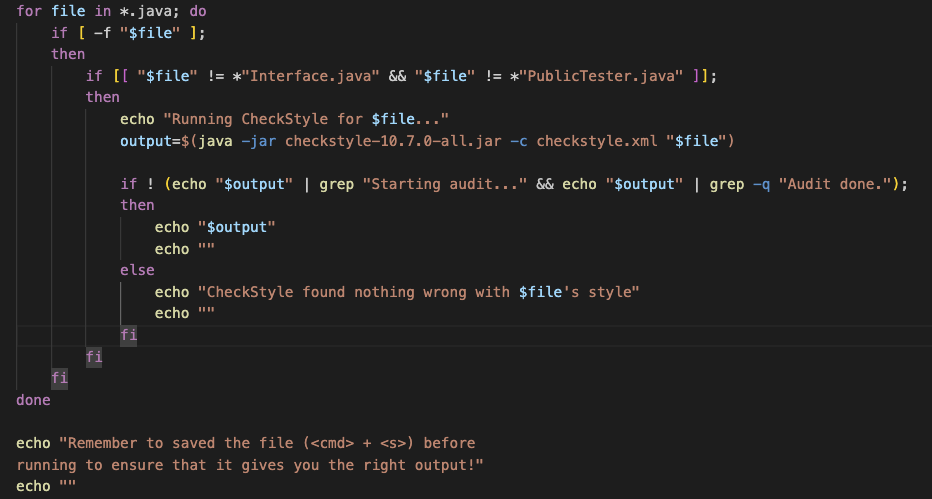 for file in *.java; do
if [ -f "$file" ];
then
if [[ "$file" != *"Interface.java" && "$file" != *"PublicTester.java" ]];
then
echo "Running CheckStyle for $file..."
output=$(java -jar checkstyle-10.7.0-all.jar -c checkstyle.xml "$file")
if ! (echo "$output" | grep "Starting audit..." && echo "$output" | grep -q "Audit done.");
then
echo "$output"
echo ""
else
echo "CheckStyle found nothing wrong with $file's style"
echo ""
fi
fi
fi
done
echo "Remember to saved the file (<cmd> + <s>) before
running to ensure that it gives you the right output!"
echo ""